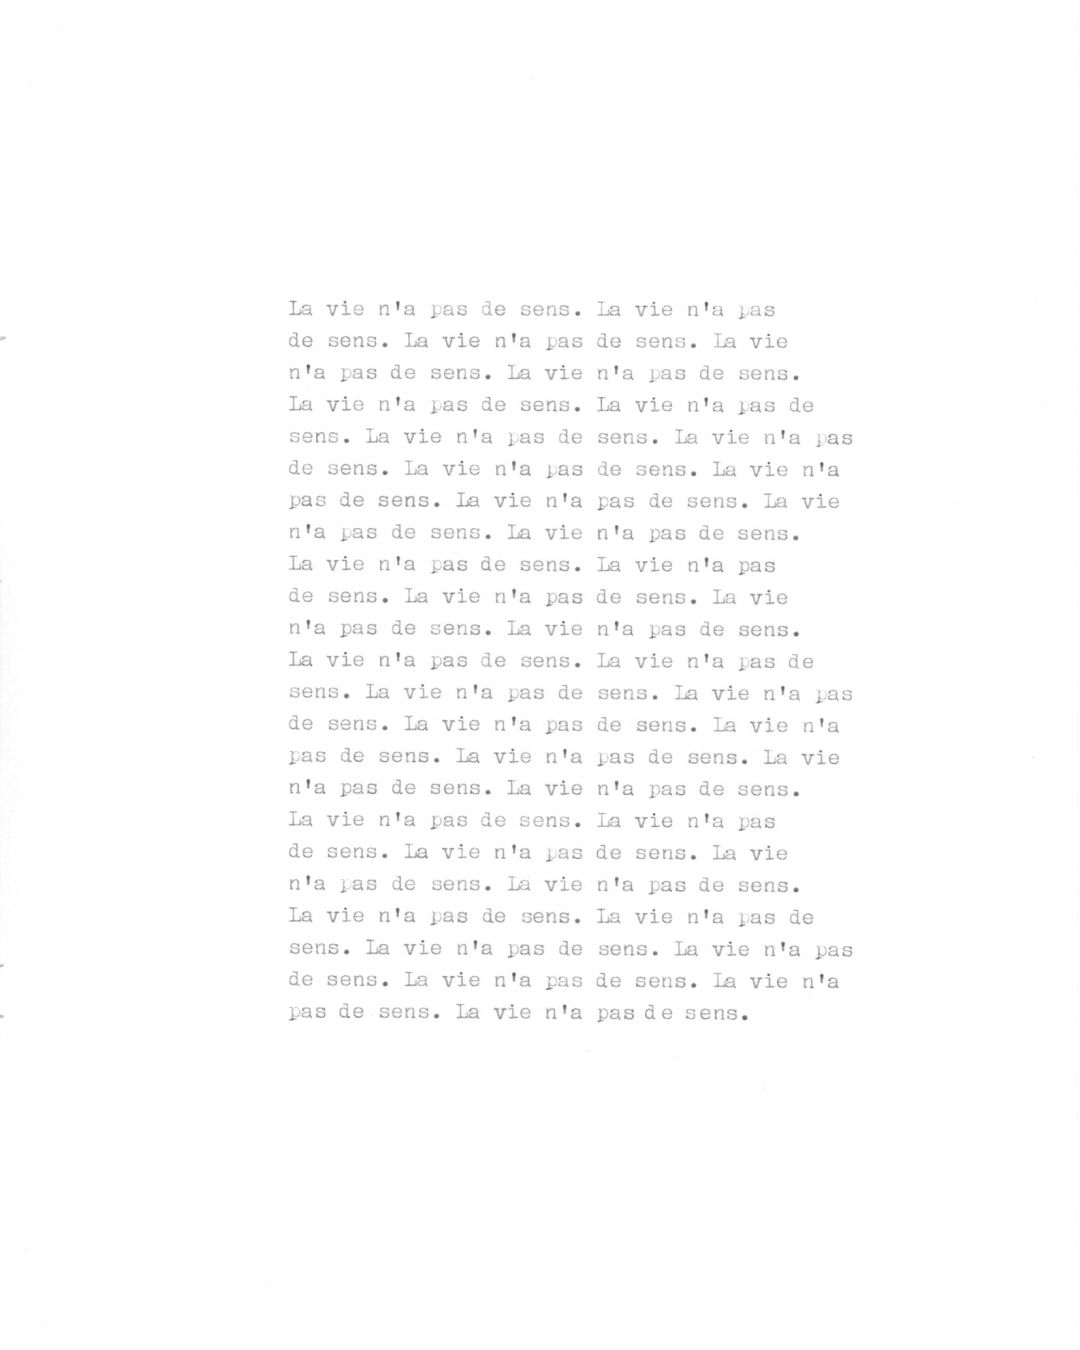 La vie n'a pas de sens. La vie n'a pas
de sens. La vie n'a pas de sens. La vie
n'a pas de sens. La vie n'a pas de sens.
La vie n'a pas de sens. La vie n'a pas de
sens. La vie n'a pas de sens. La vie n'a pas
de sens. La vie n'a pas de sens. La vie n'a
pas de sens. La vie n'a pas de sens. La vie
n'a pas de sens. La vie n'a pas de sens.
La vie n'a pas de sens. La vie n'a pas
de sens. La vie n'a pas de sens. La vie
n'a pas de sens. La vie n'a pas de sens.
La vie n'a pas de sens. La vie n'a pas de
sens. La vie n'a pas de sens. La vie n'a pas
de sens. La vie n'a pas de sens. La vie n'a
pas de sens. La vie n'a pas de sens. La vie
n'a pas de sens. La vie n'a pas de sens.
La vie n'a pas de sens. La vie n'a pas
de sens. La vie n'a pas de sens. La vie
n'a pas de sens. La vie n'a pas de sens.
La vie n'a pas de sens. La vie n'a pas de
sens. La vie n'a pas de sens. La vie n'a pas
de sens. La vie n'a pas de sens. La vie n'a
pas de sens. La vie n'a pas de sens.